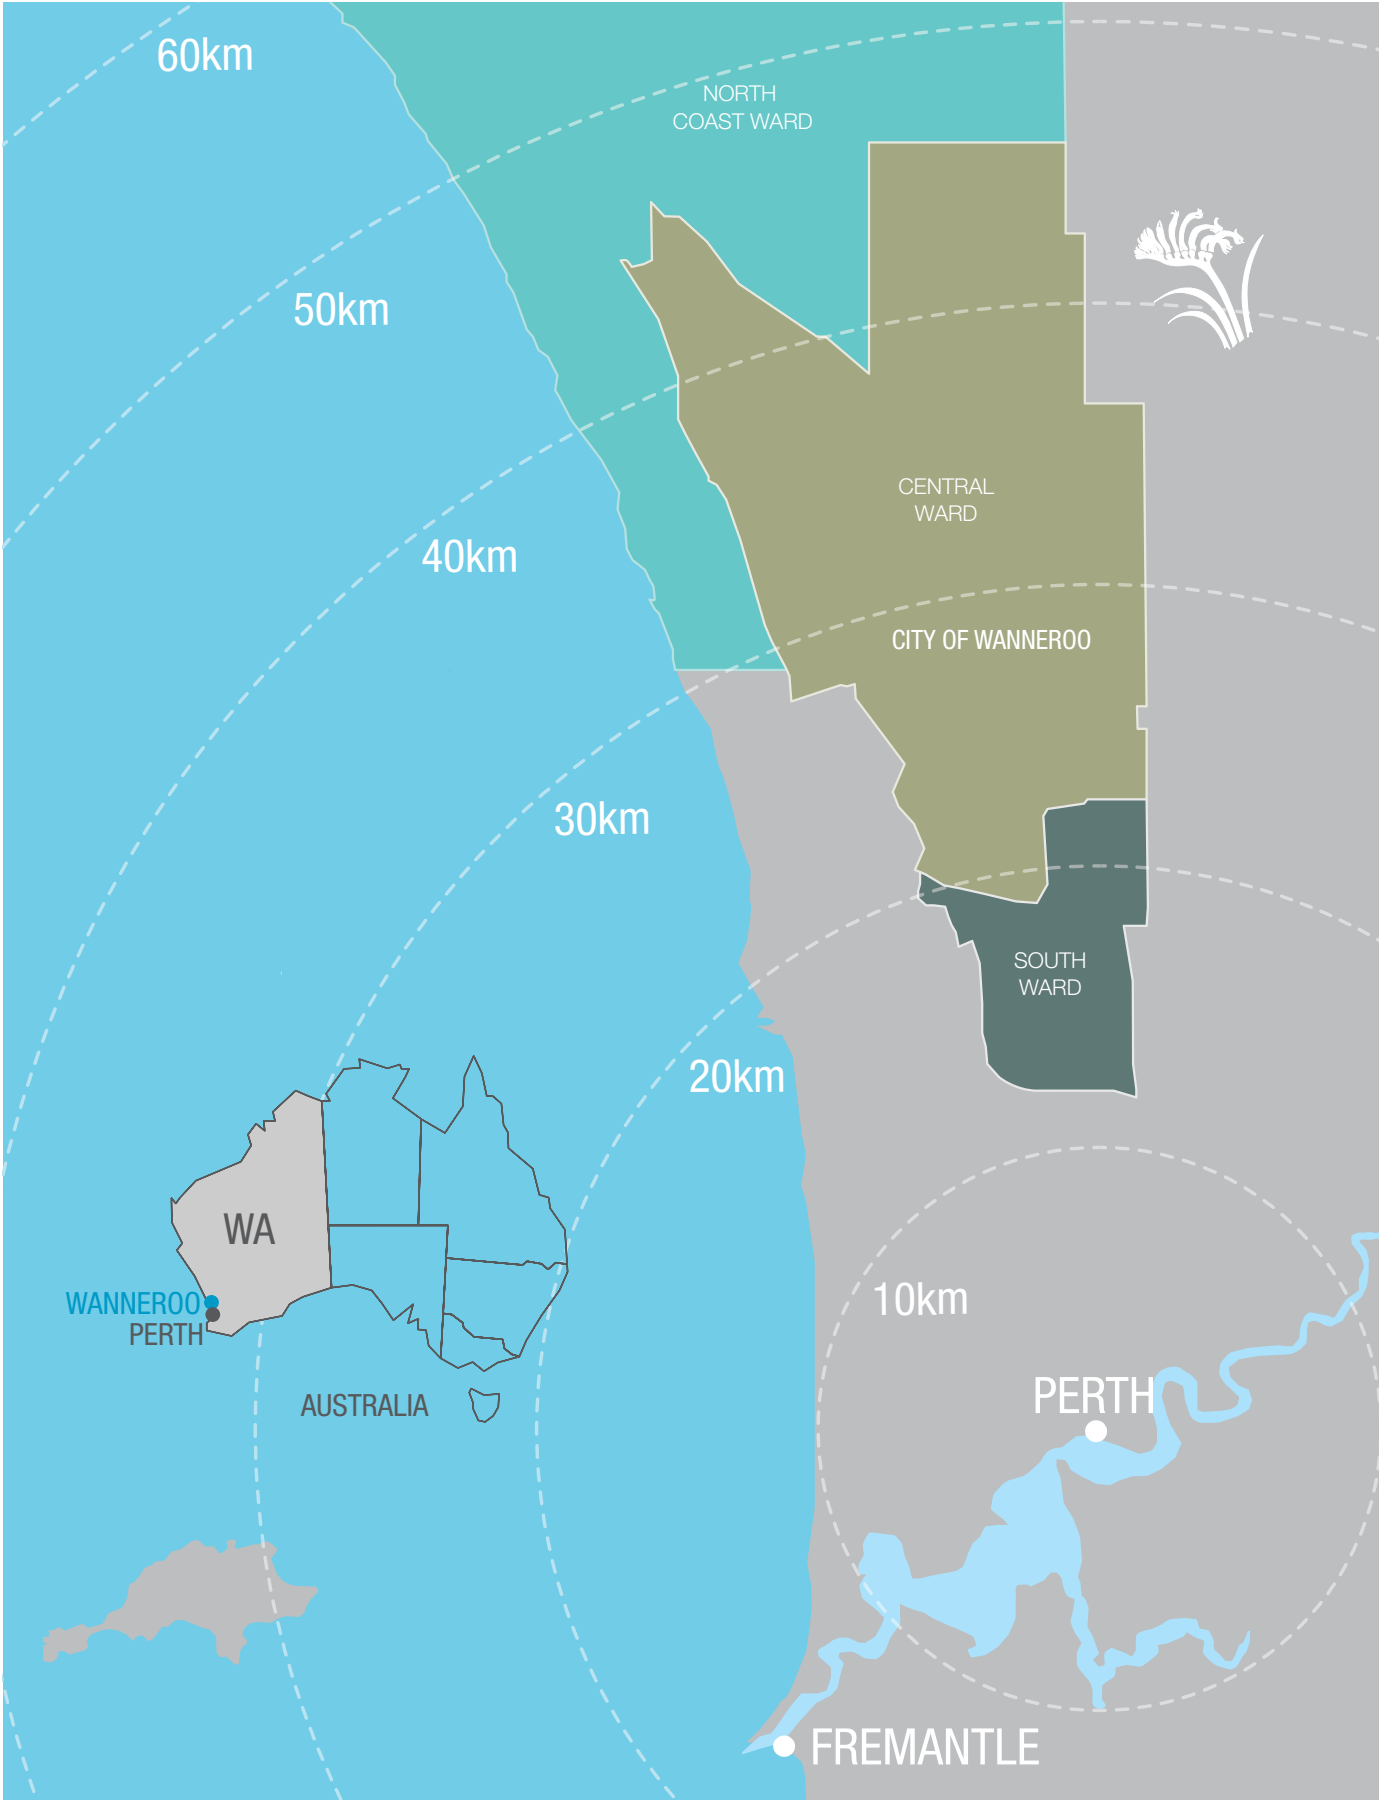 60km
NORTH
COAST WARD
50km
CENTRAL
WARD
40km
CITY OF WANNEROO
30km
SOUTH
WARD
20km
WA
10km
WANNEROO
PERTH
PERTH
AUSTRALIA
FREMANTLE